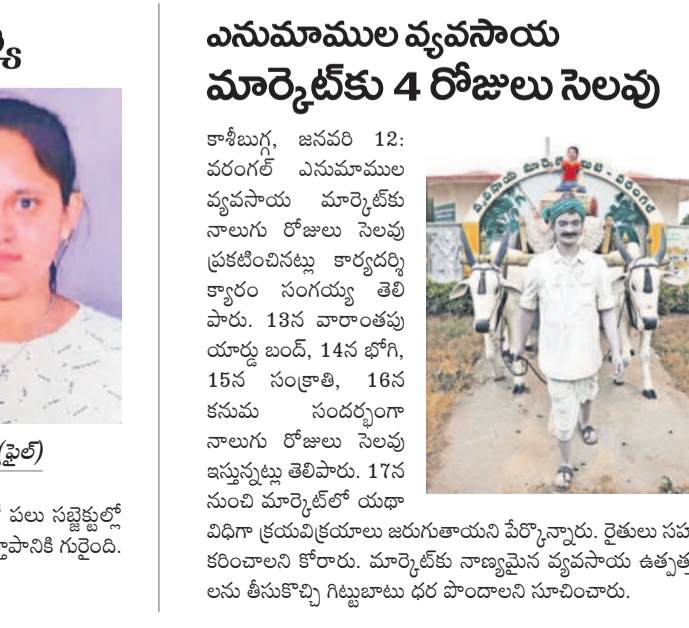 (ఫైల్)
పలు సబ్జెక్టుల్లో
గురైంది.
ఎనుమాముల వ్యవసాయ
మార్కెట్‌కు 4 రోజులు సెలవు
కాశీబుగ్గ, జనవరి 12:
వరంగల్ ఎనుమాముల
వ్యవసాయ మార్కెట్‌కు
నాలుగు రోజులు సెలవు
ప్రకటించినట్లు కార్యదర్శి
క్యారం సంగయ్య తెలి
పారు. 13న వారాంతపు
యార్డు బంద్, 14న భోగి,
15న సంక్రాతి, 16న
కనుమ సందర్భంగా
నాలుగు రోజులు సెలవు
ఇస్తున్నట్లు తెలిపారు. 17న
నుంచి మార్కెట్‌లో యథా
విధిగా క్రయవిక్రయాలు జరుగుతాయని పేర్కొన్నారు. రైతులు సహ
కరించాలని కోరారు. మార్కెట్‌కు నాణ్యమైన వ్యవసాయ ఉత్పత్తు
లను తీసుకొచ్చి గిట్టుబాటు ధర పొందాలని సూచించారు.